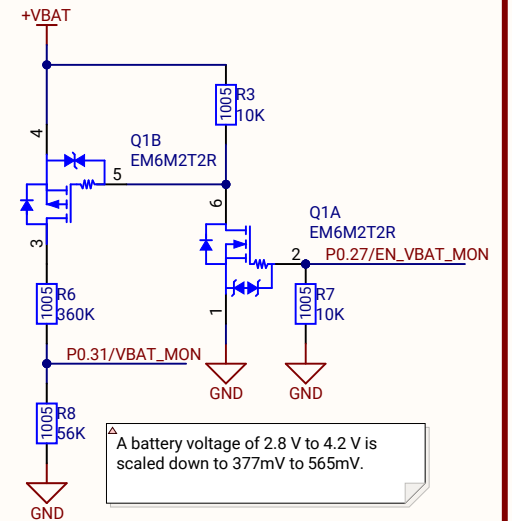 +VBAT
1005
R3
10K
4
Q1B
EM6M2T2R
5
6
3
Q1A
EM6M2T2R
2
P0.27/EN_VBAT_MON
1
1005
R6
360K
1005
R7
10K
P0.31/VBAT_MON
GND
GND
1005
R8
56K
A battery voltage of 2.8 V to 4.2 V is
scaled down to 377mV to 565mV.
GND